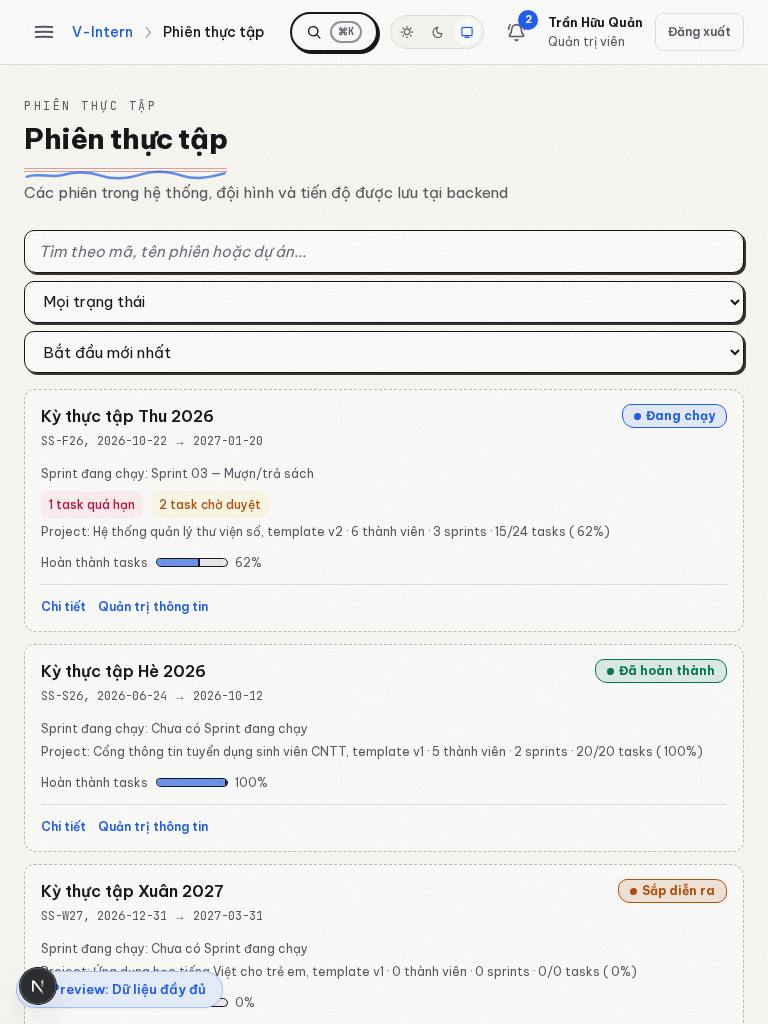 V-Intern > Phiên thực tập
⌘K
2
Trần Hữu Quản
Quản trị viên
Đăng xuất
PHIÊN THỰC TẬP
Phiên thực tập
Các phiên trong hệ thống, đội hình và tiến độ được lưu tại backend
Tìm theo mã, tên phiên hoặc dự án...
Mọi trạng thái
Bắt đầu mới nhất
Kỳ thực tập Thu 2026
Đang chạy
SS-F26, 2026-10-22 → 2027-01-20
Sprint đang chạy: Sprint 03 — Mượn/trả sách
1 task quá hạn 2 task chờ duyệt
Project: Hệ thống quản lý thư viện số, template v2 · 6 thành viên · 3 sprints · 15/24 tasks ( 62%)
Hoàn thành tasks 62%
Chi tiết Quản trị thông tin
Kỳ thực tập Hè 2026
Đã hoàn thành
SS-S26, 2026-06-24 → 2026-10-12
Sprint đang chạy: Chưa có Sprint đang chạy
Project: Cổng thông tin tuyển dụng sinh viên CNTT, template v1 · 5 thành viên · 2 sprints · 20/20 tasks ( 100%)
Hoàn thành tasks 100%
Chi tiết Quản trị thông tin
Kỳ thực tập Xuân 2027
Sắp diễn ra
SS-W27, 2026-12-31 → 2027-03-31
Sprint đang chạy: Chưa có Sprint đang chạy
Project: Ứng dụng học tiếng Việt cho trẻ em, template v1 · 0 thành viên · 0 sprints · 0/0 tasks ( 0%)
N
Preview: Dữ liệu đầy đủ
0%